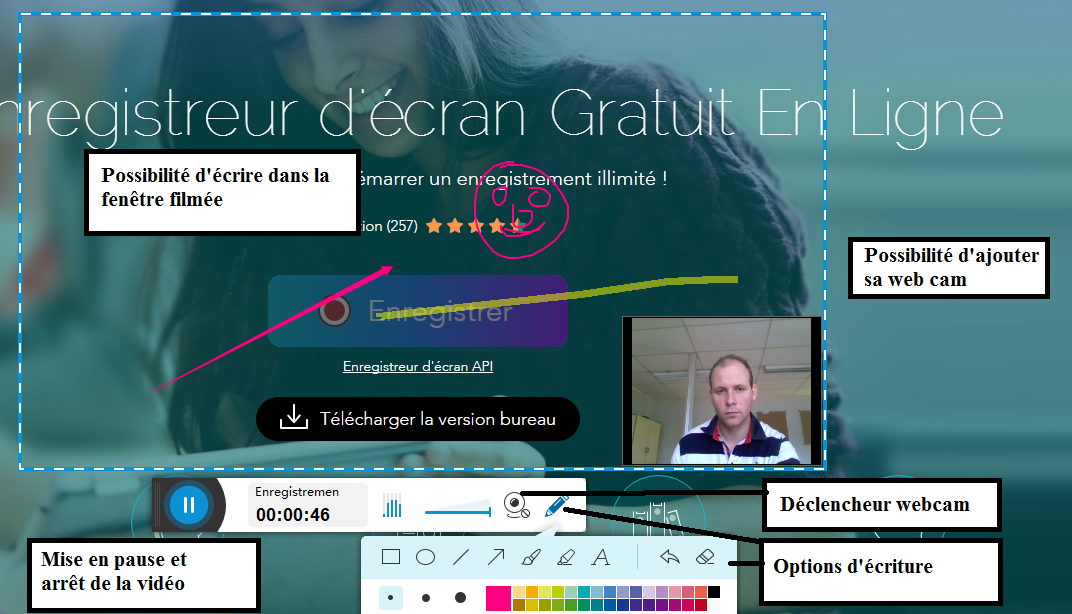 nregistreur d'écran Gratuit En Ligne
Possibilité d'écrire dans la
fenêtre filmée
émarrer un enregistrement illimité !
tion (257)
Possibilité d'ajouter
sa web cam
Enregistrer
Enregistreur d'écran API
Télécharger la version bureau
Enregistremen
00:00:46
Déclencheur webcam
Mise en pause et
arrêt de la vidéo
Options d'écriture
A